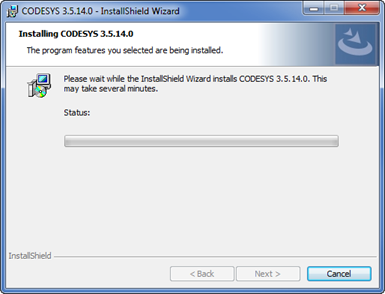 CODESYS 3.5.14.0 - InstallShield Wizard
Installing CODESYS 3.5.14.0
The program features you selected are being installed.
Please wait while the InstallShield Wizard installs CODESYS 3.5.14.0. This
may take several minutes.
Status:
InstallShield
< Back
Next >
Cancel